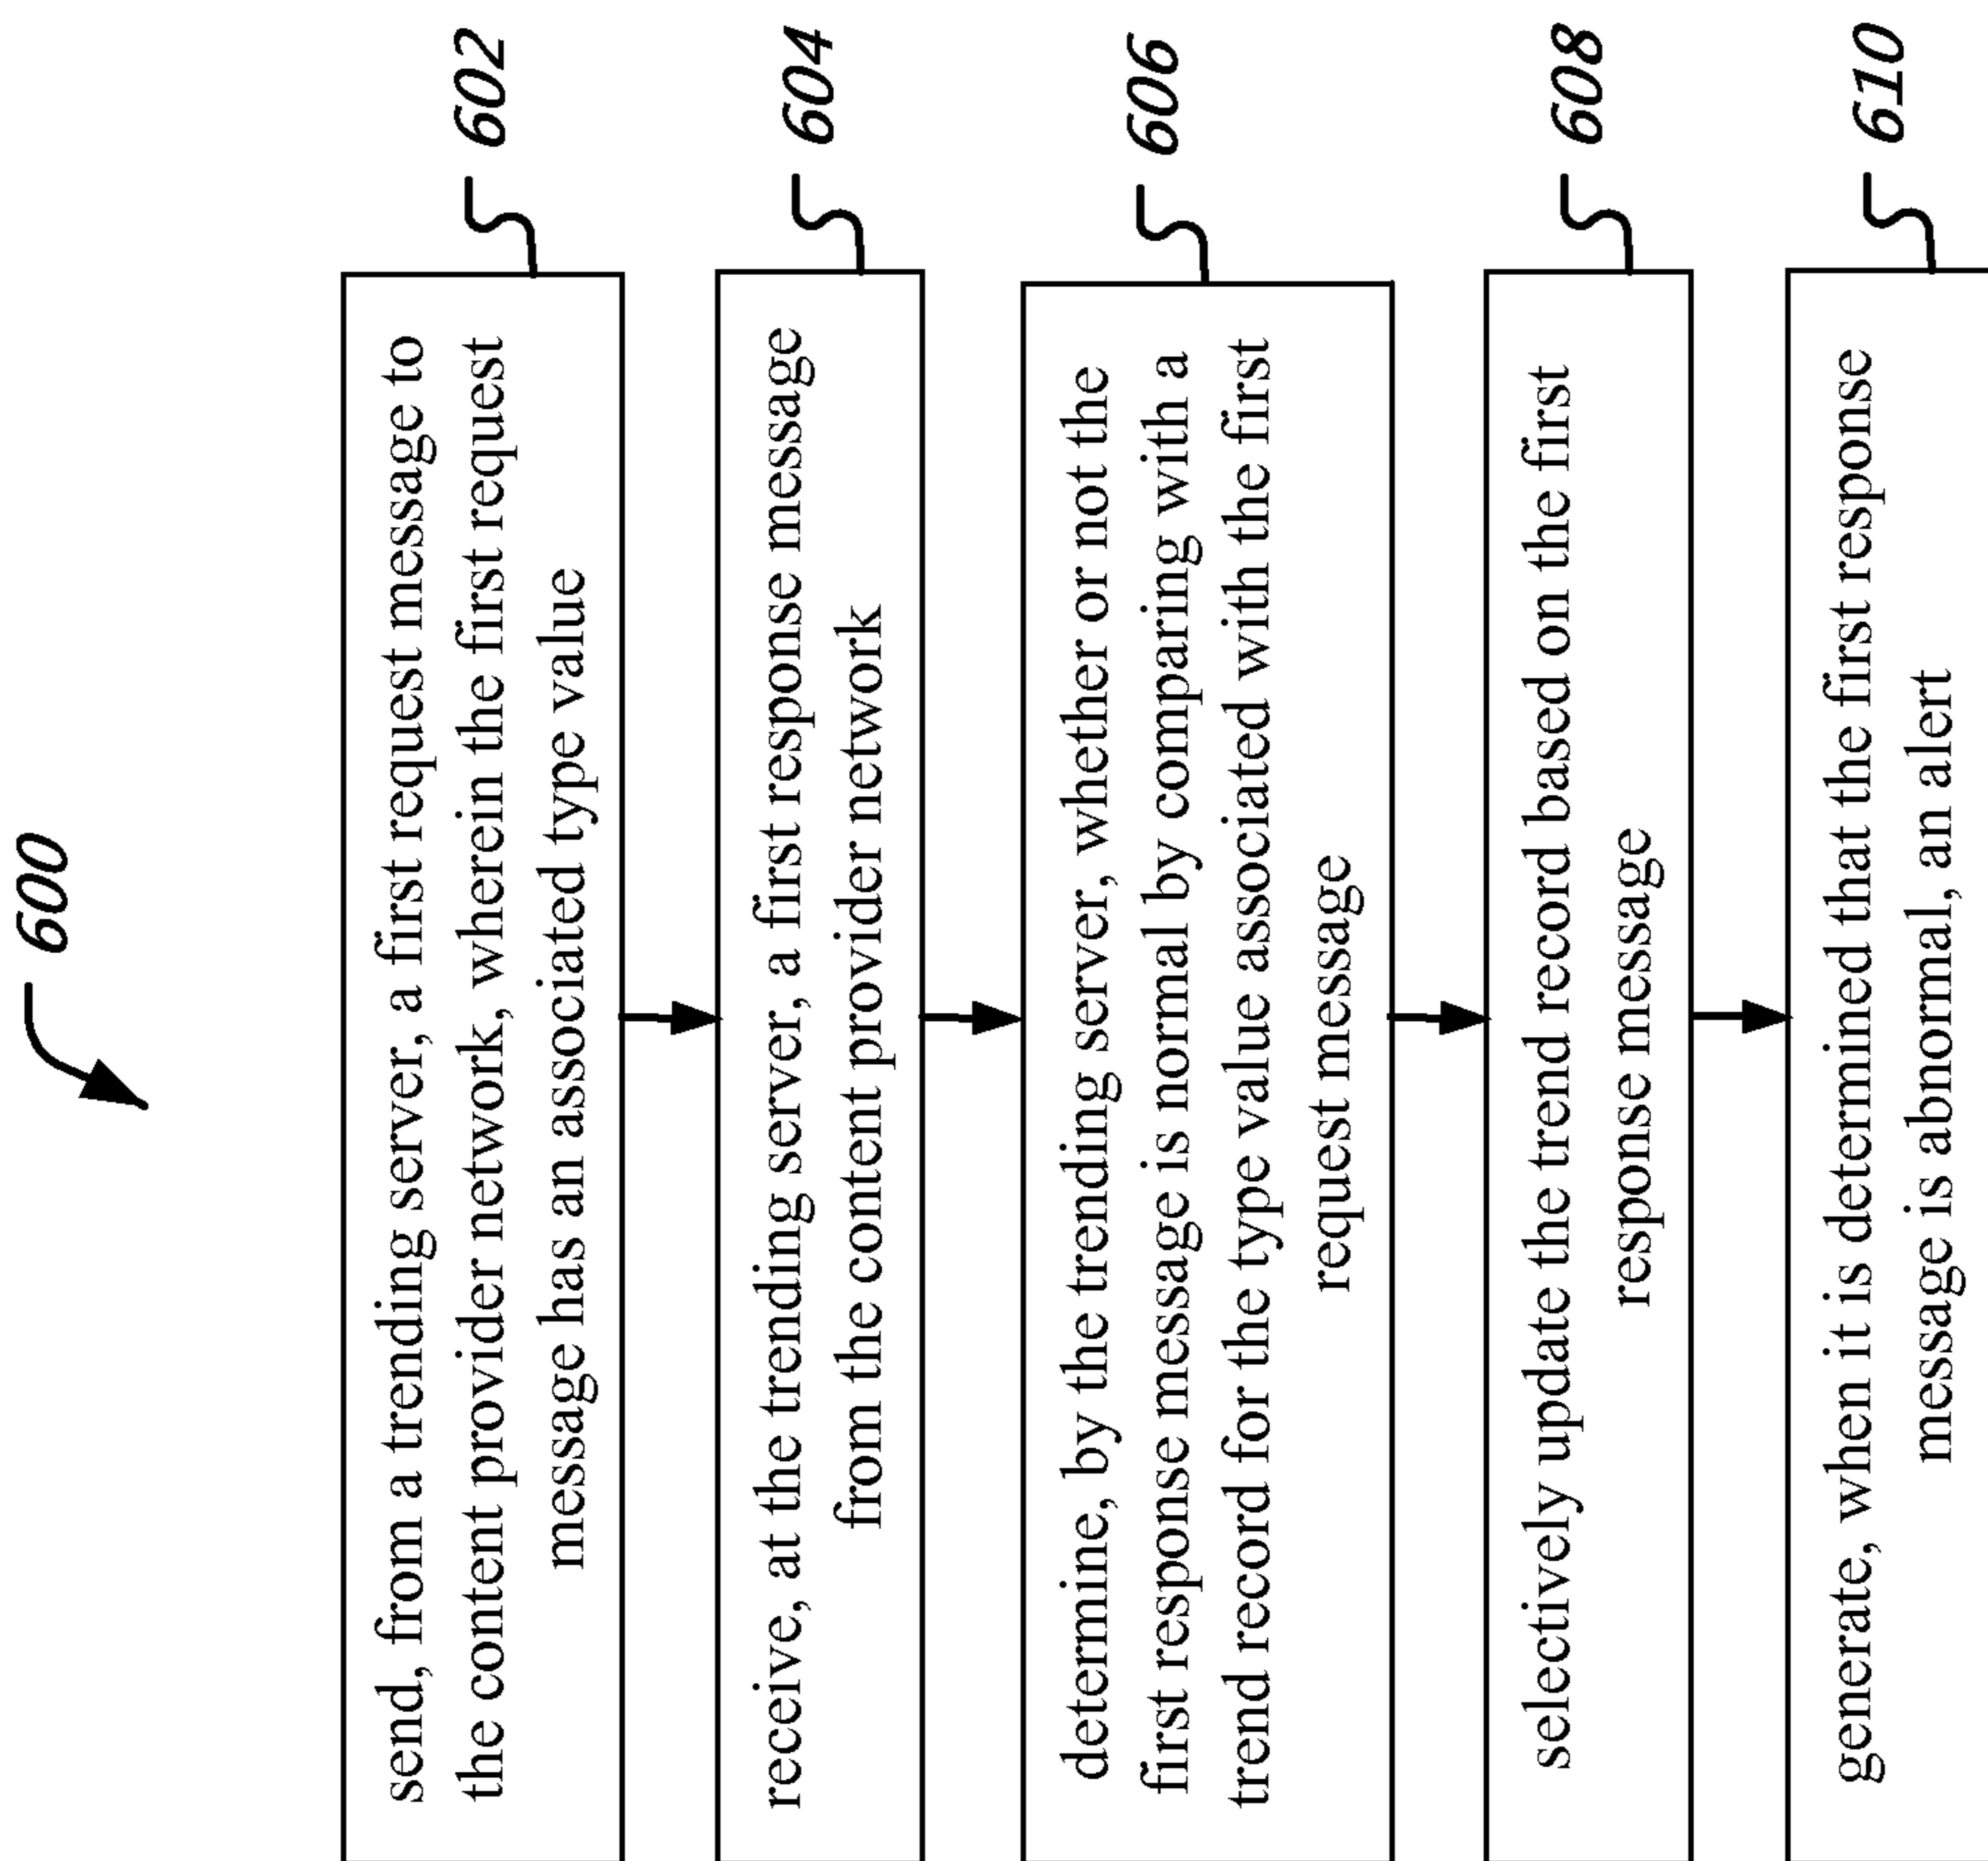 600
send, from a trending server, a first request message to
the content provider network, wherein the first request
message has an associated type value
602
receive, at the trending server, a first response message
from the content provider network
604
determine, by the trending server, whether or not the
first response message is normal by comparing with a
trend record for the type value associated with the first
request message
606
selectively update the trend record based on the first
response message
608
generate, when it is determined that the first response
message is abnormal, an alert
610